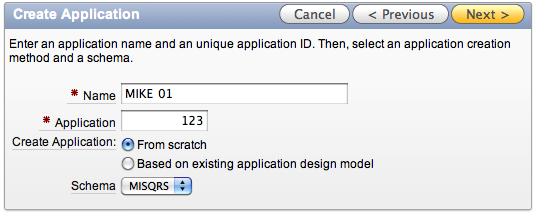 Create Application Cancel < Previous Next >
Enter an application name and an unique application ID. Then, select an application creation
method and a schema.
* Name MIKE 01
* Application 123
Create Application: From scratch
Based on existing application design model
Schema MISQRS